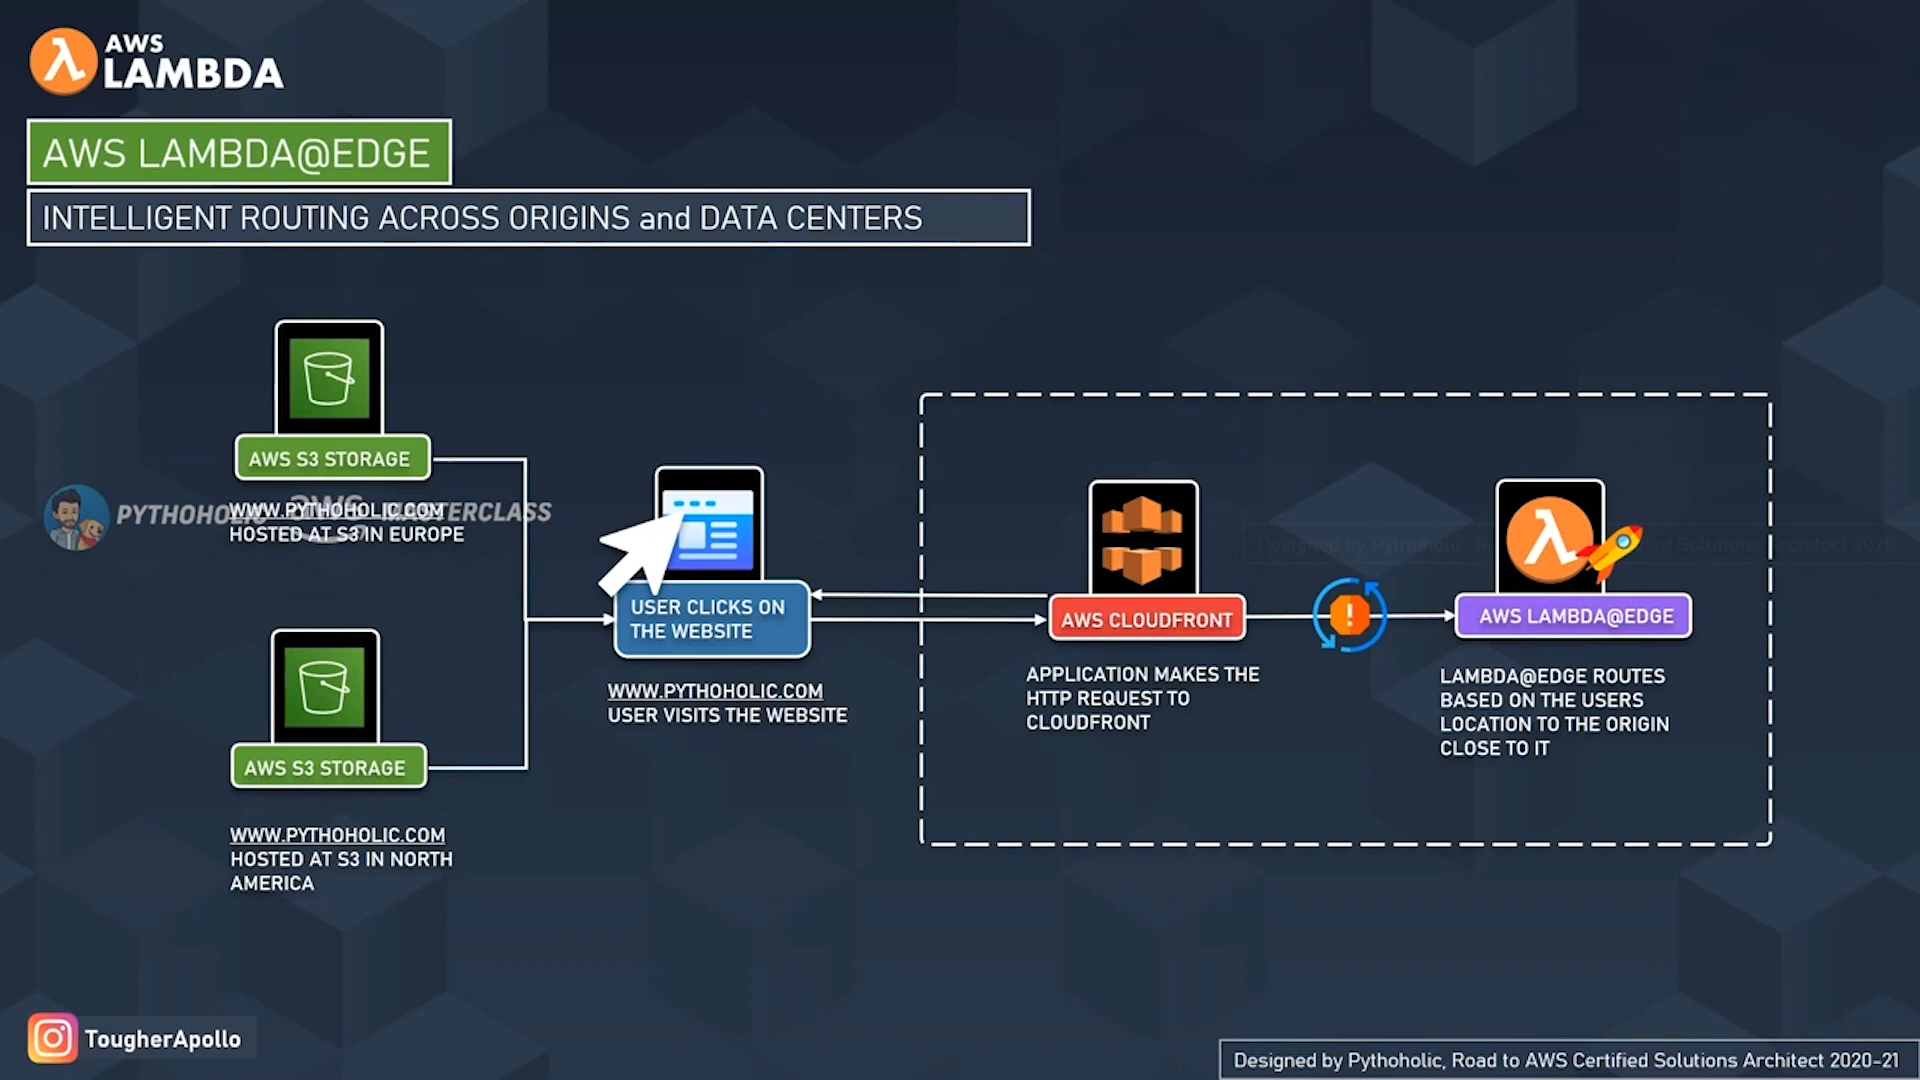 AWS
LAMBDA
AWS LAMBDA@EDGE
INTELLIGENT ROUTING ACROSS ORIGINS and DATA CENTERS
AWS S3 STORAGE
WWW.PYTHOHOLIC.COM
HOSTED AT S3 IN EUROPE
PYTHOHOLIC aws MASTERCLASS
AWS S3 STORAGE
WWW.PYTHOHOLIC.COM
HOSTED AT S3 IN NORTH
AMERICA
USER CLICKS ON
THE WEBSITE
WWW.PYTHOHOLIC.COM
USER VISITS THE WEBSITE
AWS CLOUDFRONT
APPLICATION MAKES THE
HTTP REQUEST TO
CLOUDFRONT
!
AWS LAMBDA@EDGE
LAMBDA@EDGE ROUTES
BASED ON THE USERS
LOCATION TO THE ORIGIN
CLOSE TO IT
TougherApollo
Designed by Pythoholic, Road to AWS Certified Solutions Architect 2020-21